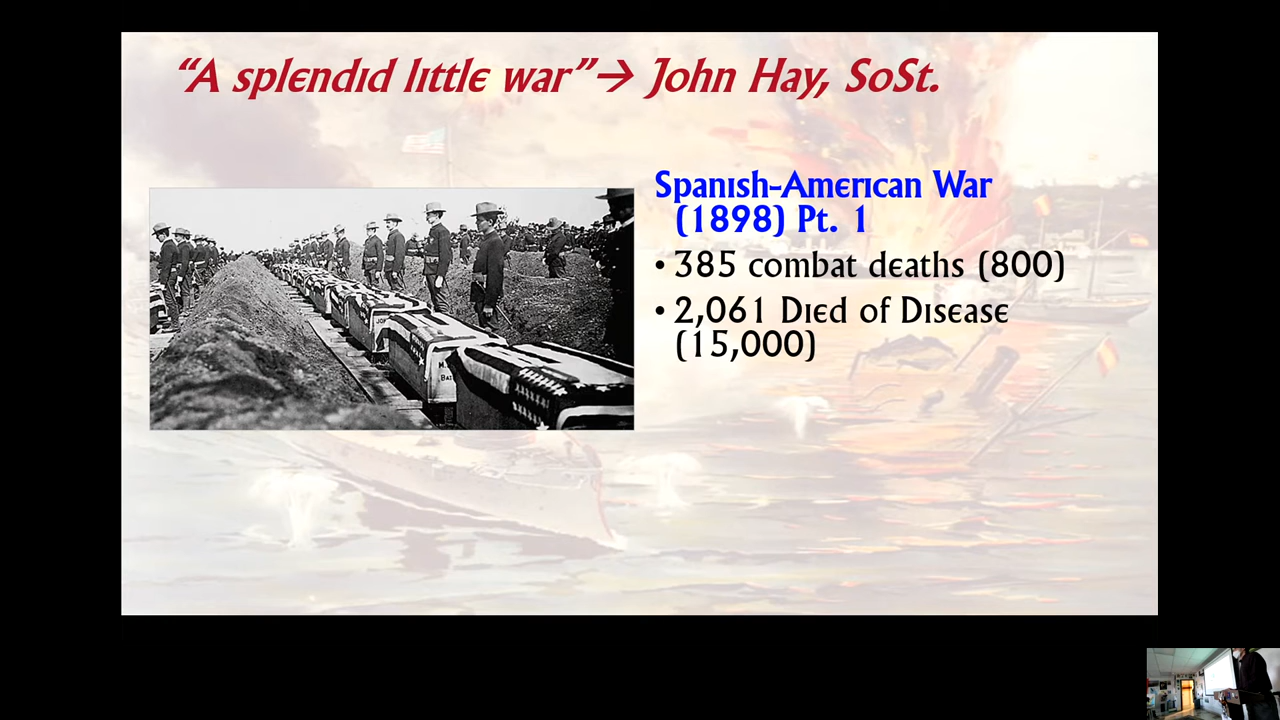 “A splendid little war”→ John Hay, SoSt.
Spanish-American War
(1898) Pt. 1
• 385 combat deaths (800)
• 2,061 Died of Disease
(15,000)